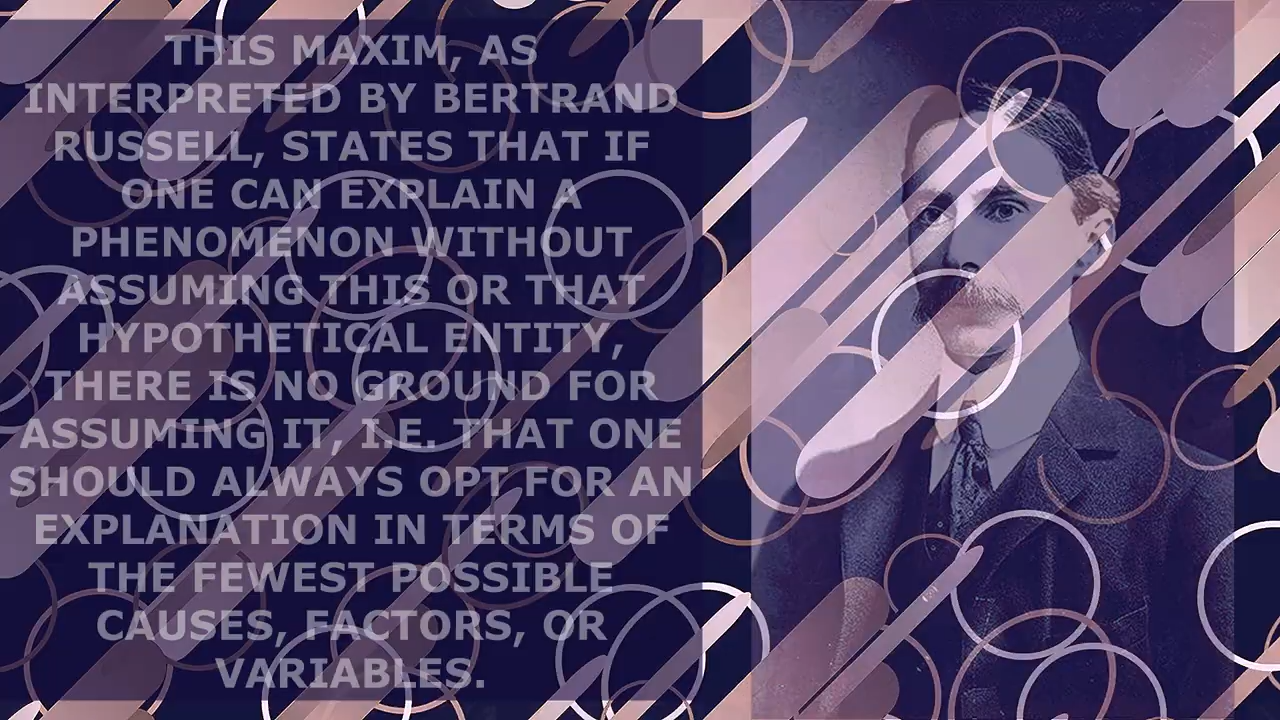 THIS MAXIM, AS
INTERPRETED BY BERTRAND
RUSSELL, STATES THAT IF
ONE CAN EXPLAIN A
PHENOMENON WITHOUT
ASSUMING THIS OR THAT
HYPOTHETICAL ENTITY,
THERE IS NO GROUND FOR
ASSUMING IT, I.E. THAT ONE
SHOULD ALWAYS OPT FOR AN
EXPLANATION IN TERMS OF
THE FEWEST POSSIBLE
CAUSES, FACTORS, OR
VARIABLES.